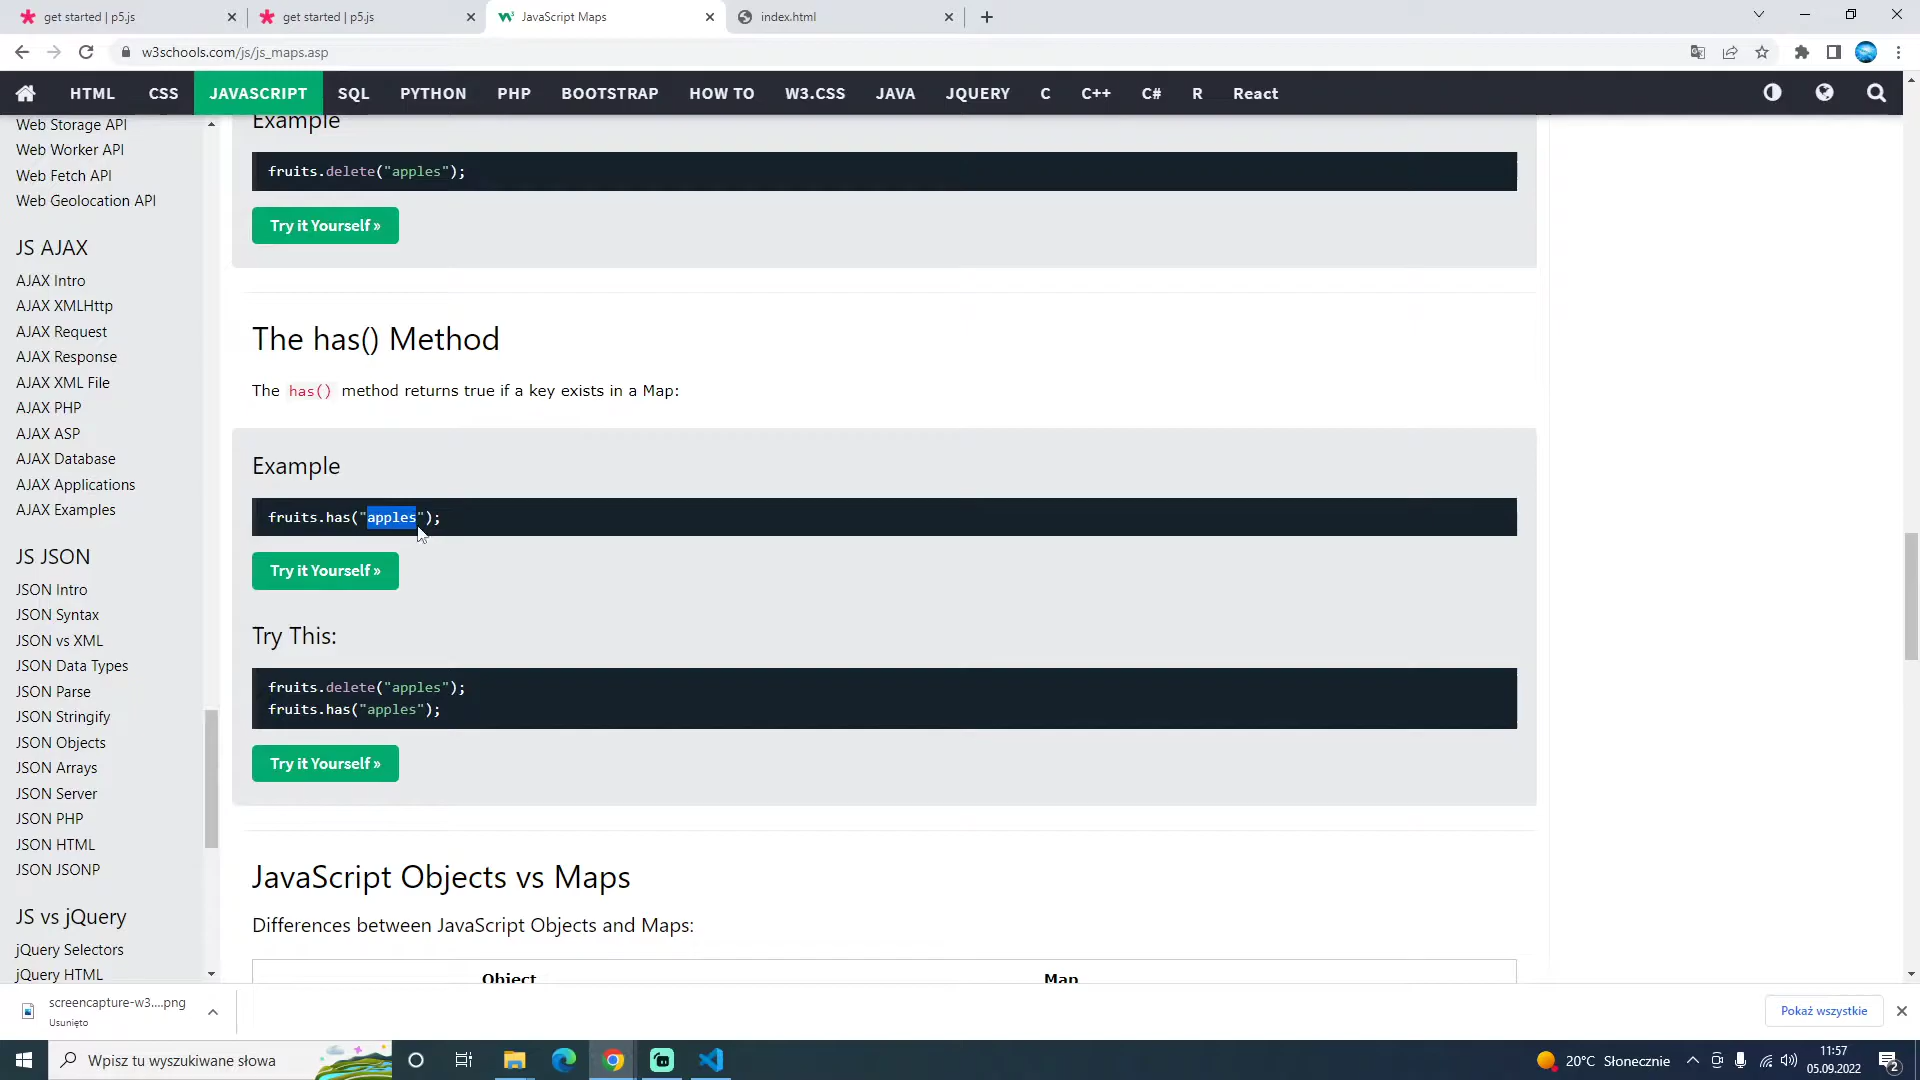 get started | p5.js
get started | p5.js
JavaScript Maps
index.html
w3schools.com/js/js_maps.asp
HTML CSS JAVASCRIPT SQL PYTHON PHP BOOTSTRAP HOW TO W3.CSS JAVA JQUERY C C++ C# R React
Web Storage API
Web Worker API
Web Fetch API
Web Geolocation API
JS AJAX
AJAX Intro
AJAX XMLHttp
AJAX Request
AJAX Response
AJAX XML File
AJAX PHP
AJAX ASP
AJAX Database
AJAX Applications
AJAX Examples
JS JSON
JSON Intro
JSON Syntax
JSON vs XML
JSON Data Types
JSON Parse
JSON Stringify
JSON Objects
JSON Arrays
JSON Server
JSON PHP
JSON HTML
JSON JSONP
JS vs jQuery
jQuery Selectors
jQuery HTML
Example
fruits.delete("apples");
Try it Yourself »
The has() Method
The has() method returns true if a key exists in a Map:
Example
fruits.has("apples");
Try it Yourself »
Try This:
fruits.delete("apples");
fruits.has("apples");
Try it Yourself »
JavaScript Objects vs Maps
Differences between JavaScript Objects and Maps:
Object Map
screencapture-w3....png
Usunięto
Pokaż wszystkie
Wpisz tu wyszukiwane słowa
20°C Słonecznie
11:57
05.09.2022
2